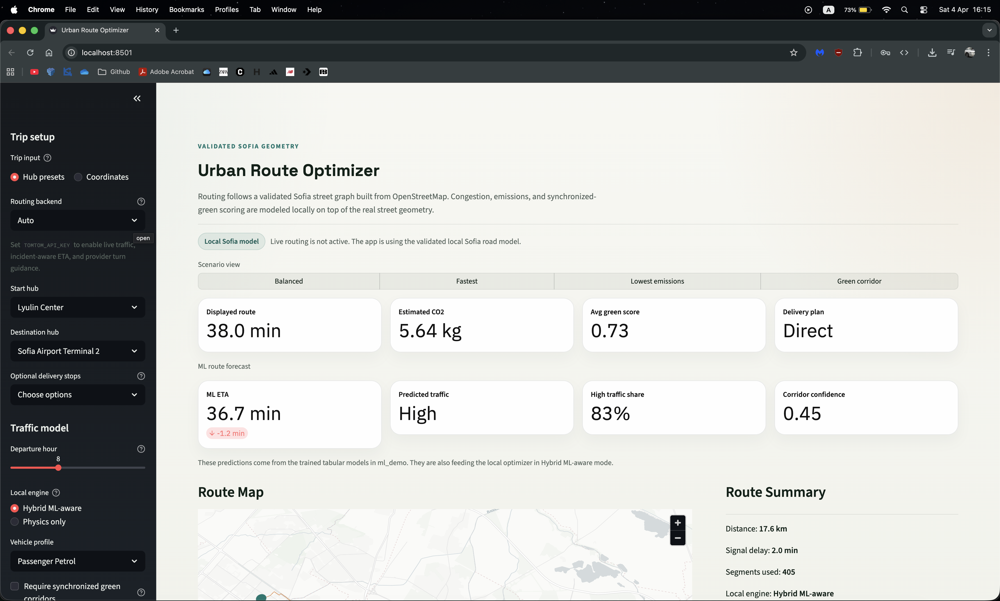 Chrome File Edit View History Bookmarks Profiles Tab Window Help
A 73% Sat 4 Apr 16:15
Urban Route Optimizer
localhost:8501
Github
Adobe Acrobat
ZARA
C
H
NB
Trip setup
Trip input
Hub presets
Coordinates
Routing backend
Auto
open
Set TOMTOM_API_KEY to enable live traffic,
incident-aware ETA, and provider turn
guidance.
Start hub
Lyulin Center
Destination hub
Sofia Airport Terminal 2
Optional delivery stops
Choose options
Traffic model
Departure hour
8
Local engine
Hybrid ML-aware
Physics only
Vehicle profile
Passenger Petrol
Require synchronized green
corridors
VALIDATED SOFIA GEOMETRY
Urban Route Optimizer
Routing follows a validated Sofia street graph built from OpenStreetMap. Congestion, emissions, and synchronized-
green scoring are modeled locally on top of the real street geometry.
Local Sofia model
Live routing is not active. The app is using the validated local Sofia road model.
Scenario view
Balanced
Fastest
Lowest emissions
Green corridor
Displayed route
38.0 min
Estimated CO2
5.64 kg
Avg green score
0.73
Delivery plan
Direct
ML route forecast
ML ETA
36.7 min
↓ -1.2 min
Predicted traffic
High
High traffic share
83%
Corridor confidence
0.45
These predictions come from the trained tabular models in ml_demo. They are also feeding the local optimizer in Hybrid ML-aware mode.
Route Map
+
−
Route Summary
Distance: 17.6 km
Signal delay: 2.0 min
Segments used: 405
Local engine: Hybrid ML-aware